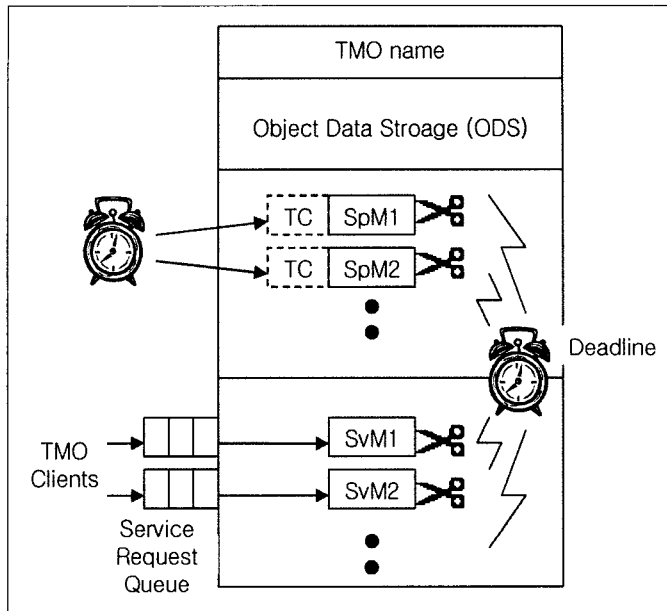 TMO name
Object Data Stroage (ODS)
TC SpM1
TC SpM2
Deadline
TMO
Clients
SvM1
SvM2
Service
Request
Queue